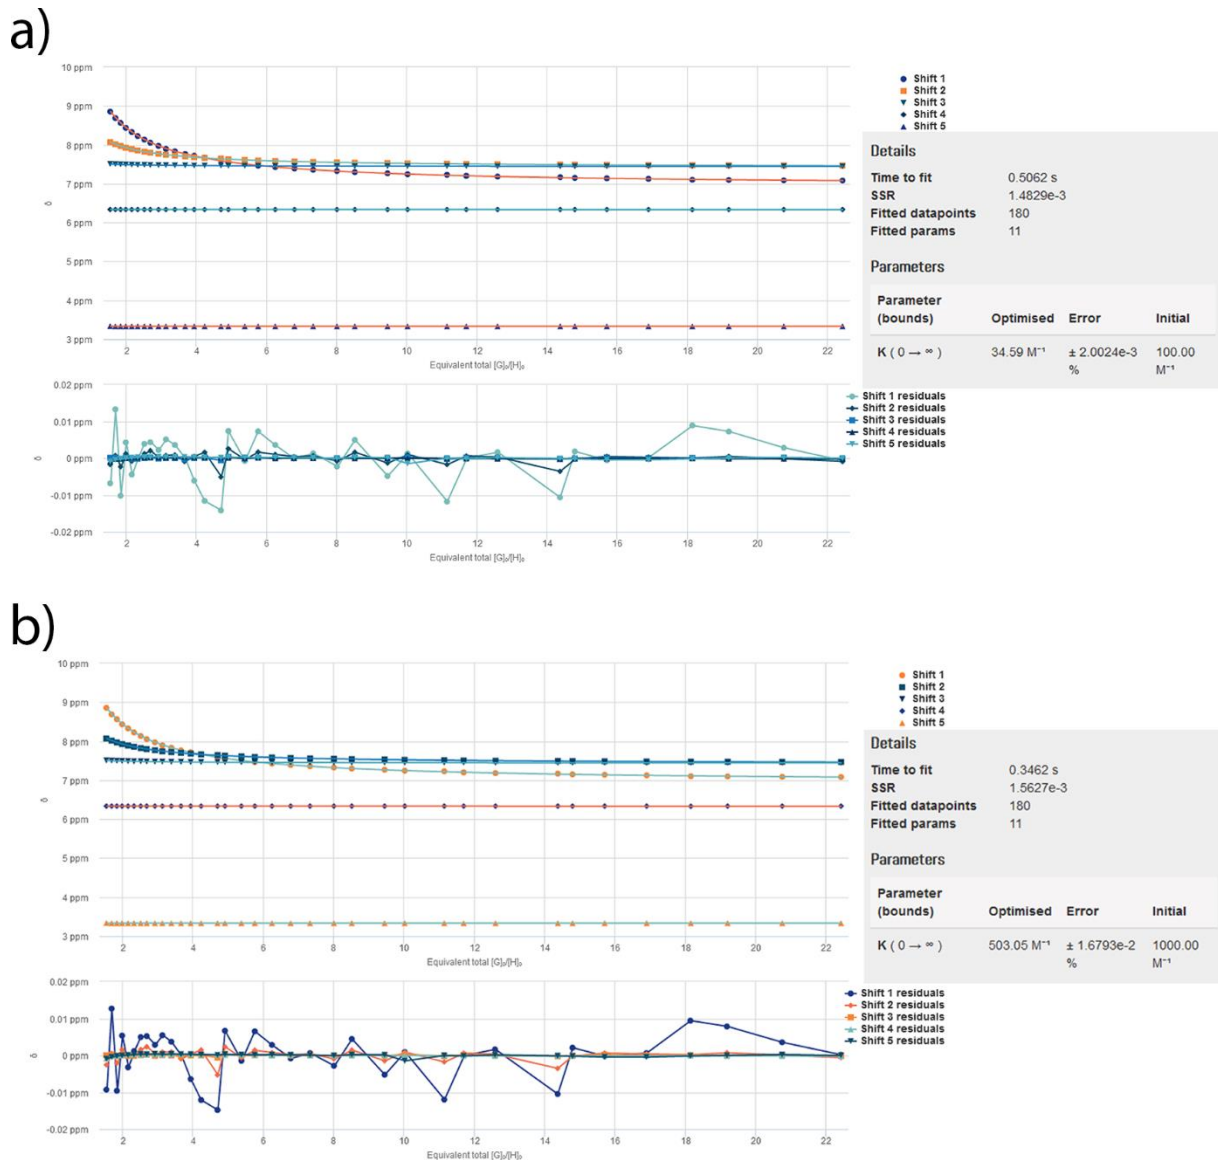 a)
10 ppm
9 ppm
8 ppm
7 ppm
6 ppm
5 ppm
4 ppm
3 ppm
δ
2 4 6 8 10 12 14 16 18 20 22
Equivalent total [G]₀/[H]₀
Shift 1
Shift 2
Shift 3
Shift 4
Shift 5
Details
Time to fit 0.5062 s
SSR 1.4829e-3
Fitted datapoints 180
Fitted params 11
Parameters
Parameter
(bounds) Optimised Error Initial
K ( 0 → ∞ ) 34.59 M⁻¹ ± 2.0024e-3 100.00
% M⁻¹
0.02 ppm
0.01 ppm
0 ppm
-0.01 ppm
-0.02 ppm
δ
2 4 6 8 10 12 14 16 18 20 22
Equivalent total [G]₀/[H]₀
Shift 1 residuals
Shift 2 residuals
Shift 3 residuals
Shift 4 residuals
Shift 5 residuals
b)
10 ppm
9 ppm
8 ppm
7 ppm
6 ppm
5 ppm
4 ppm
3 ppm
δ
2 4 6 8 10 12 14 16 18 20 22
Equivalent total [G]₀/[H]₀
Shift 1
Shift 2
Shift 3
Shift 4
Shift 5
Details
Time to fit 0.3462 s
SSR 1.5627e-3
Fitted datapoints 180
Fitted params 11
Parameters
Parameter
(bounds) Optimised Error Initial
K ( 0 → ∞ ) 503.05 M⁻¹ ± 1.6793e-2 1000.00
% M⁻¹
0.02 ppm
0.01 ppm
0 ppm
-0.01 ppm
-0.02 ppm
δ
2 4 6 8 10 12 14 16 18 20 22
Equivalent total [G]₀/[H]₀
Shift 1 residuals
Shift 2 residuals
Shift 3 residuals
Shift 4 residuals
Shift 5 residuals